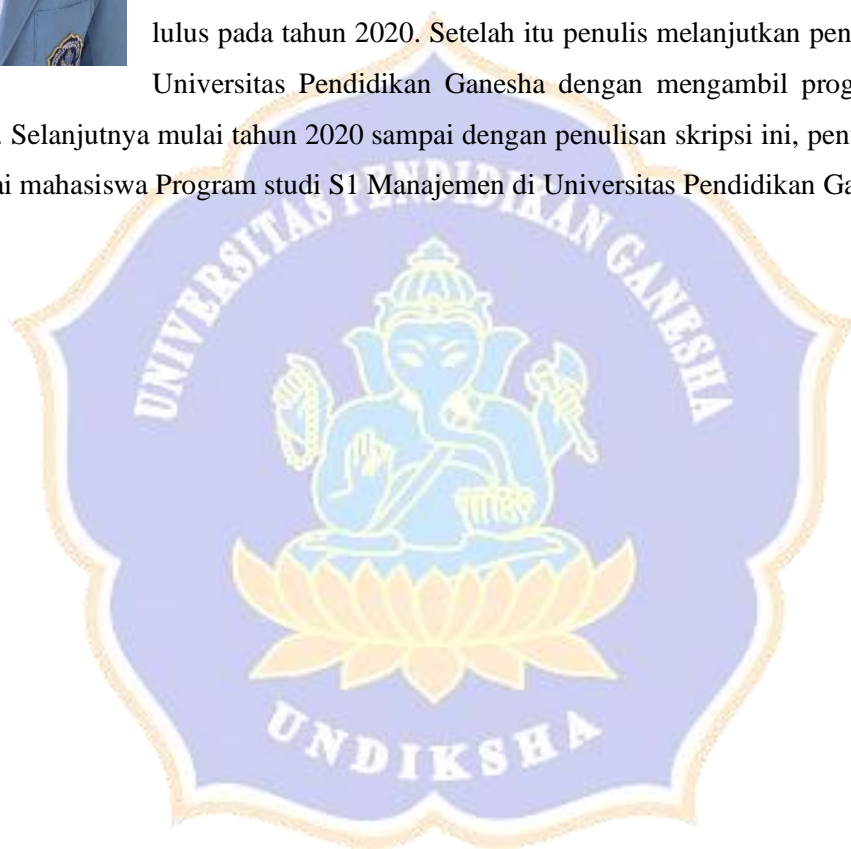 lulus pada tahun 2020. Setelah itu penulis melanjutkan pen
Universitas Pendidikan Ganesha dengan mengambil prog
. Selanjutnya mulai tahun 2020 sampai dengan penulisan skripsi ini, pen
ai mahasiswa Program studi S1 Manajemen di Universitas Pendidikan Ga
UNIVERSITAS PENDIDIKAN GANESHA
UNDIKSHA